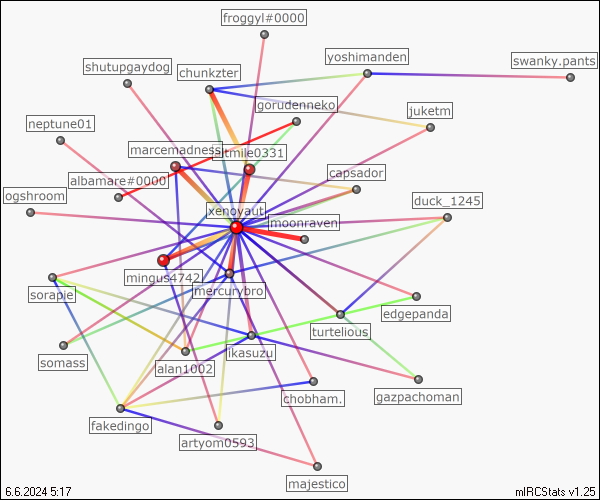 froggyl#0000
yoshimanden
swanky.pants
shutupgaydog
chunkzter
gorudenneko
juketm
neptune01
marcemadness
altmile0331
albamare#0000
capsador
ogshroom
xenoyaut.
duck_1245
moonraven
mingus4742
mercurybro
sorapie
edgepanda
turtelious
ikasuzu
somass
alan1002
chobham.
gazpachoman
fakedingo
artyom0593
majestico
6.6.2024 5:17
mIRCStats v1.25